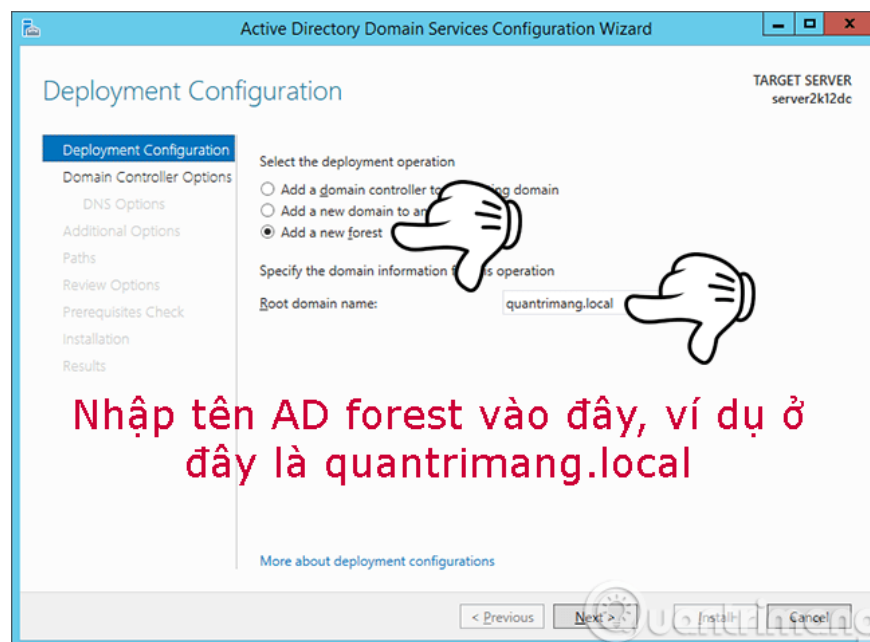 Active Directory Domain Services Configuration Wizard
Deployment Configuration
TARGET SERVER
server2k12dc
Deployment Configuration
Domain Controller Options
DNS Options
Additional Options
Paths
Review Options
Prerequisites Check
Installation
Results
Select the deployment operation
Add a domain controller to domain
Add a new domain to
Add a new forest
Specify the domain information operation
Root domain name:
quantrimang.local
Nhập tên AD forest vào đây, ví dụ ở
đây là quantrimang.local
More about deployment configurations
< Previous
Next >
Install
Cancel
Quantrimang